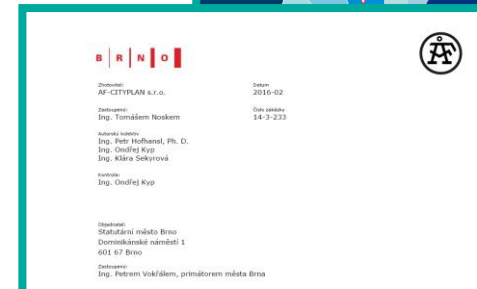 B R N O
ÅF
Zhotovitel:
AF-CITYPLAN s.r.o.
Datum
2016-02
Zastoupený:
Ing. Tomášem Noskem
Číslo zakázky
14-3-233
Autorský kolektiv
Ing. Petr Hofhansl, Ph. D.
Ing. Ondřej Kyp
Ing. Klára Sekyrová
Kontrola:
Ing. Ondřej Kyp
Objednatel:
Statutární město Brno
Dominikánské náměstí 1
601 67 Brno
Zastoupený:
Ing. Petrem Vokřálem, primátorem města Brna